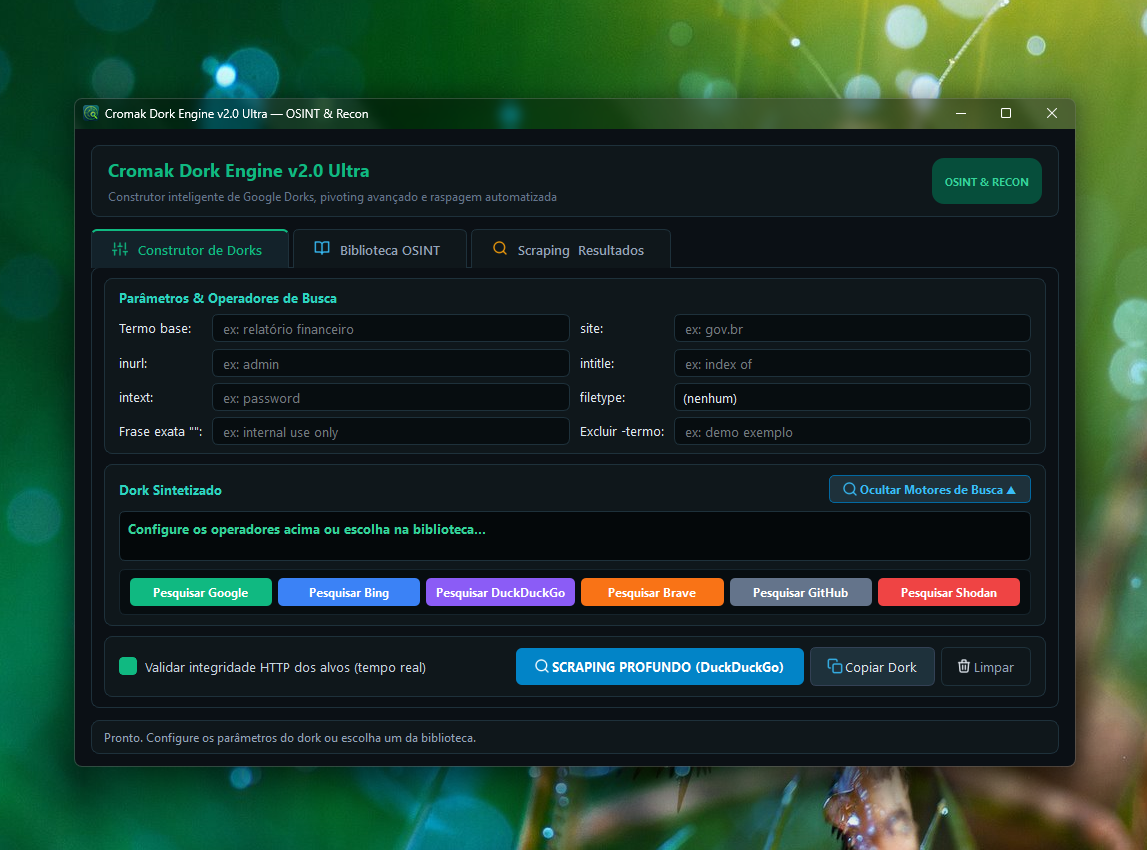 Cromak Dork Engine v2.0 Ultra — OSINT & Recon
Cromak Dork Engine v2.0 Ultra
Construtor inteligente de Google Dorks, pivoting avançado e raspagem automatizada
OSINT & RECON
Construtor de Dorks
Biblioteca OSINT
Scraping Resultados
Parâmetros & Operadores de Busca
Termo base: ex: relatório financeiro
site: ex: gov.br
inurl: ex: admin
intitle: ex: index of
intext: ex: password
filetype: (nenhum)
Frase exata "": ex: internal use only
Excluir -termo: ex: demo exemplo
Dork Sintetizado
Ocultar Motores de Busca ▲
Configure os operadores acima ou escolha na biblioteca...
Pesquisar Google
Pesquisar Bing
Pesquisar DuckDuckGo
Pesquisar Brave
Pesquisar GitHub
Pesquisar Shodan
Validar integridade HTTP dos alvos (tempo real)
SCRAPING PROFUNDO (DuckDuckGo)
Copiar Dork
Limpar
Pronto. Configure os parâmetros do dork ou escolha um da biblioteca.